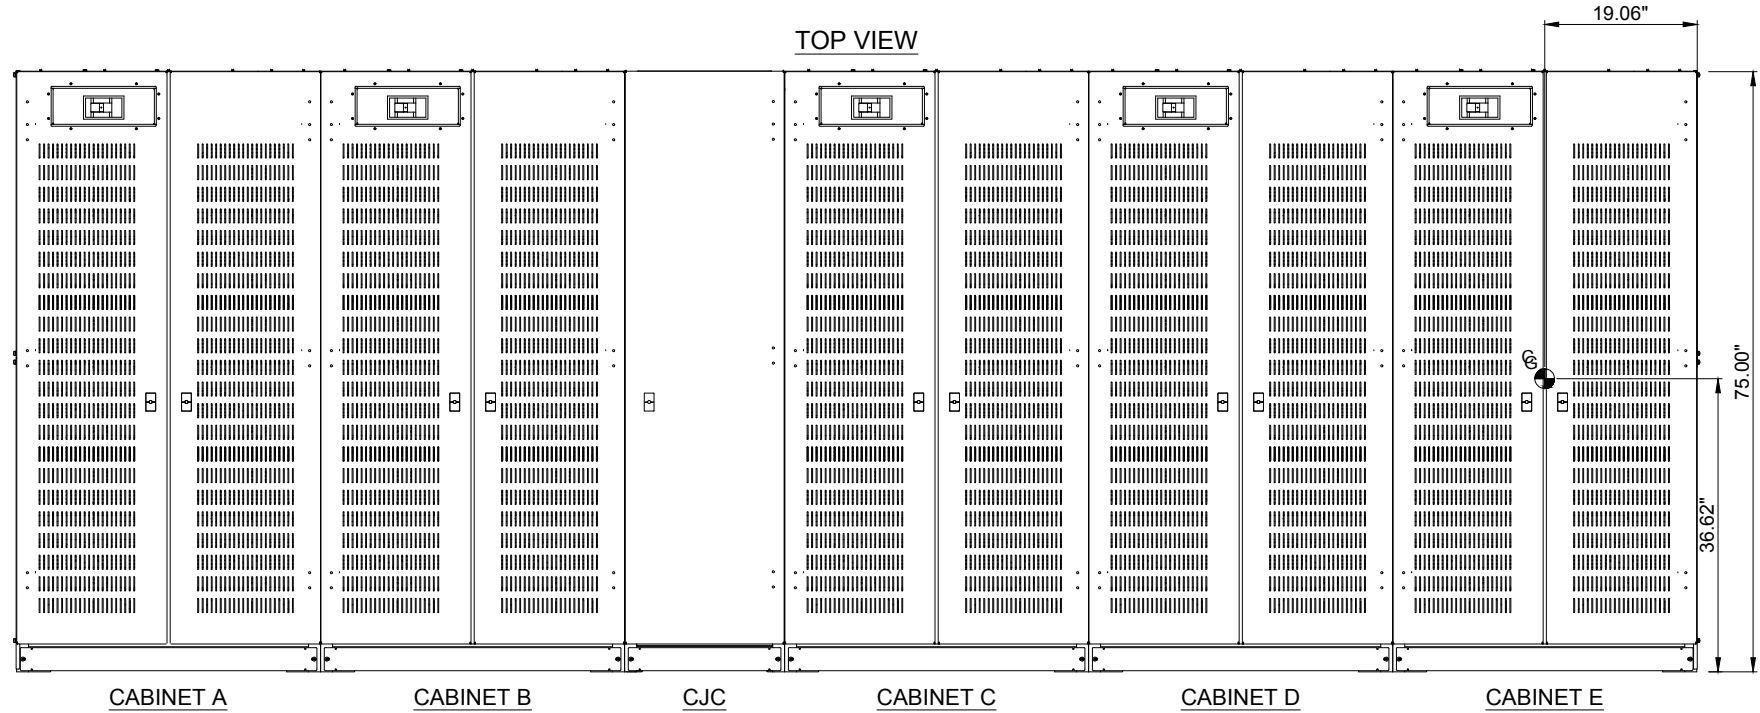 19.06"
TOP VIEW
CG
75.00"
36.62"
CABINET A
CABINET B
CJC
CABINET C
CABINET D
CABINET E